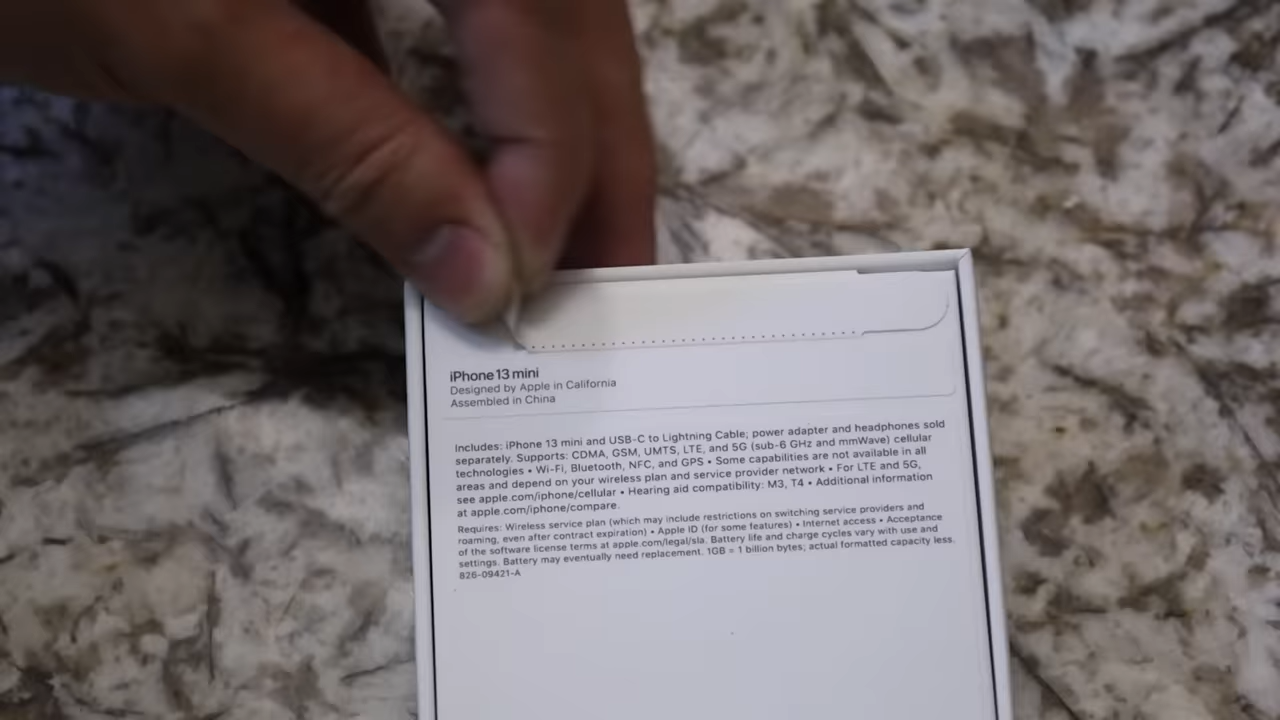 iPhone 13 mini
Designed by Apple in California
Assembled in China
Includes: iPhone 13 mini and USB-C to Lightning Cable; power adapter and headphones sold
separately. Supports: CDMA, GSM, UMTS, LTE, and 5G (sub-6 GHz and mmWave) cellular
technologies • Wi-Fi, Bluetooth, NFC, and GPS • Some capabilities are not available in all
areas and depend on your wireless plan and service provider network • For LTE and 5G,
see apple.com/iphone/cellular • Hearing aid compatibility: M3, T4 • Additional information
at apple.com/iphone/compare.
Requires: Wireless service plan (which may include restrictions on switching service providers and
roaming, even after contract expiration) • Apple ID (for some features) • Internet access • Acceptance
of the software license terms at apple.com/legal/sla. Battery life and charge cycles vary with use and
settings. Battery may eventually need replacement. 1GB = 1 billion bytes; actual formatted capacity less.
826-09421-A